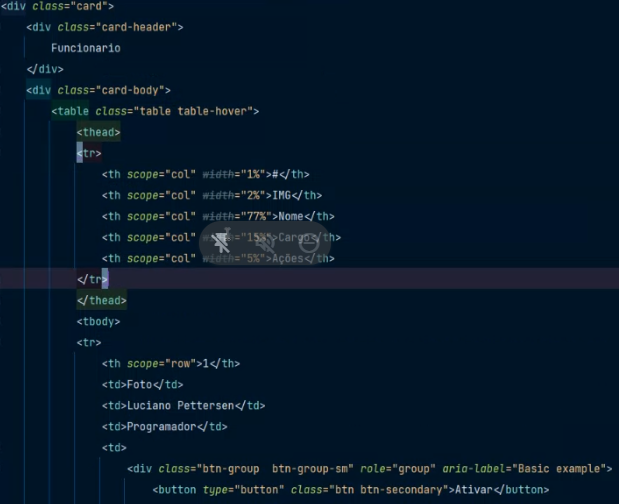 <div class="card">
<div class="card-header">
Funcionario
</div>
<div class="card-body">
<table class="table table-hover">
<thead>
<tr>
<th scope="col" width="1%">#</th>
<th scope="col" width="2%">IMG</th>
<th scope="col" width="77%">Nome</th>
<th scope="col" width="15%">Cargo</th>
<th scope="col" width="5%">Ações</th>
</tr>
</thead>
<tbody>
<tr>
<th scope="row">1</th>
<td>Foto</td>
<td>Luciano Pettersen</td>
<td>Programador</td>
<td>
<div class="btn-group  btn-group-sm" role="group" aria-label="Basic example">
<button type="button" class="btn btn-secondary">Ativar</button>